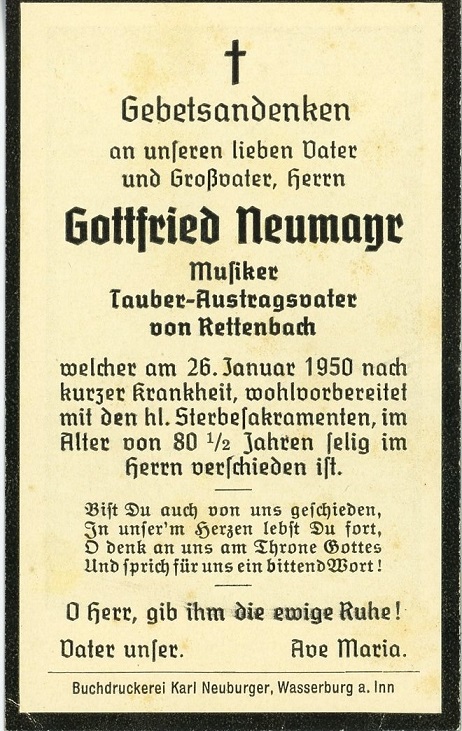 Gebetsandenken
an unseren lieben Vater
und Großvater, Herrn
Gottfried Neumayr
Musiker
Tauber-Austragsvater
von Rettenbach
welcher am 26. Januar 1950 nach
kurzer Krankheit, wohlvorbereitet
mit den hl. Sterbesakramenten, im
Alter von 80 1/2 Jahren selig im
Herrn verschieden ist.
Bist Du auch von uns geschieden,
In unser'm Herzen lebst Du fort,
O denk an uns am Throne Gottes
Und sprich für uns ein bittend Wort!
O Herr, gib ihm die ewige Ruhe!
Vater unser. Ave Maria.
Buchdruckerei Karl Neuburger, Wasserburg a. Inn